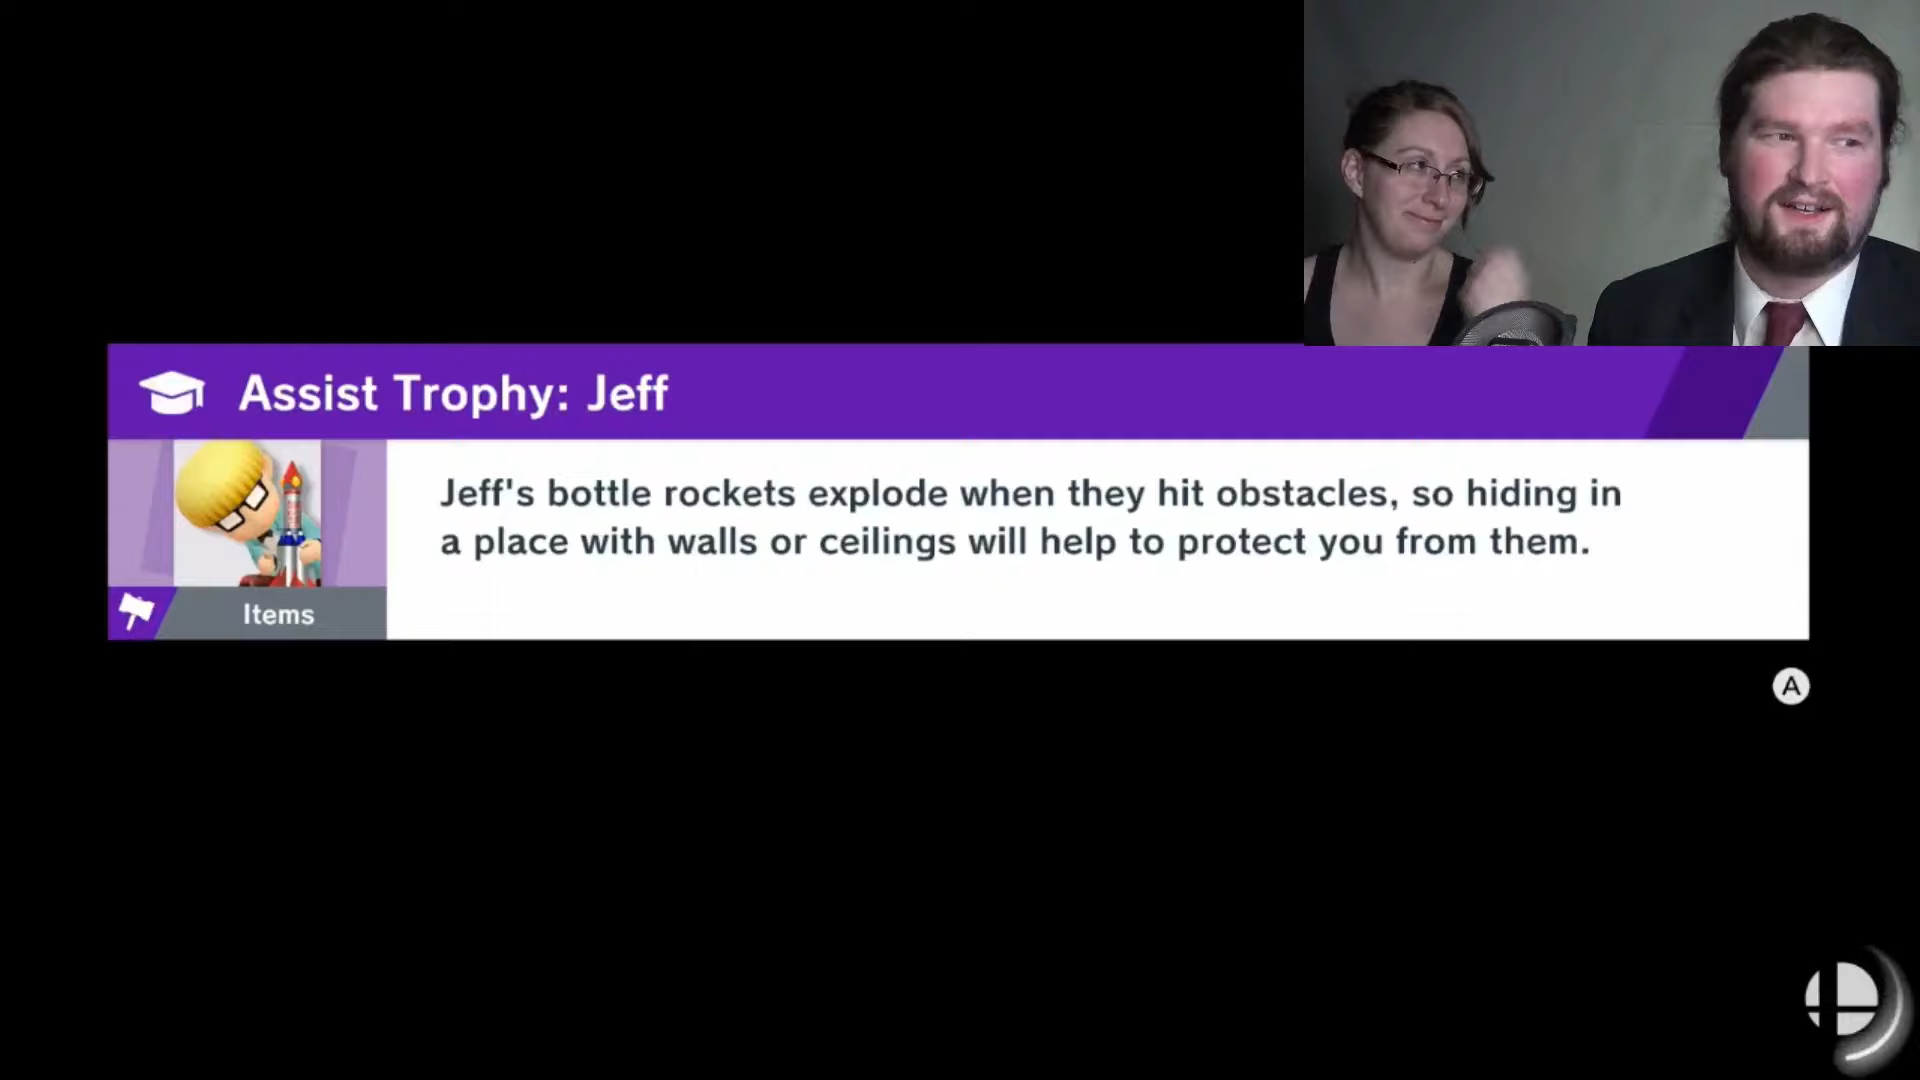 Assist Trophy: Jeff
Jeff's bottle rockets explode when they hit obstacles, so hiding in
a place with walls or ceilings will help to protect you from them.
Items
A